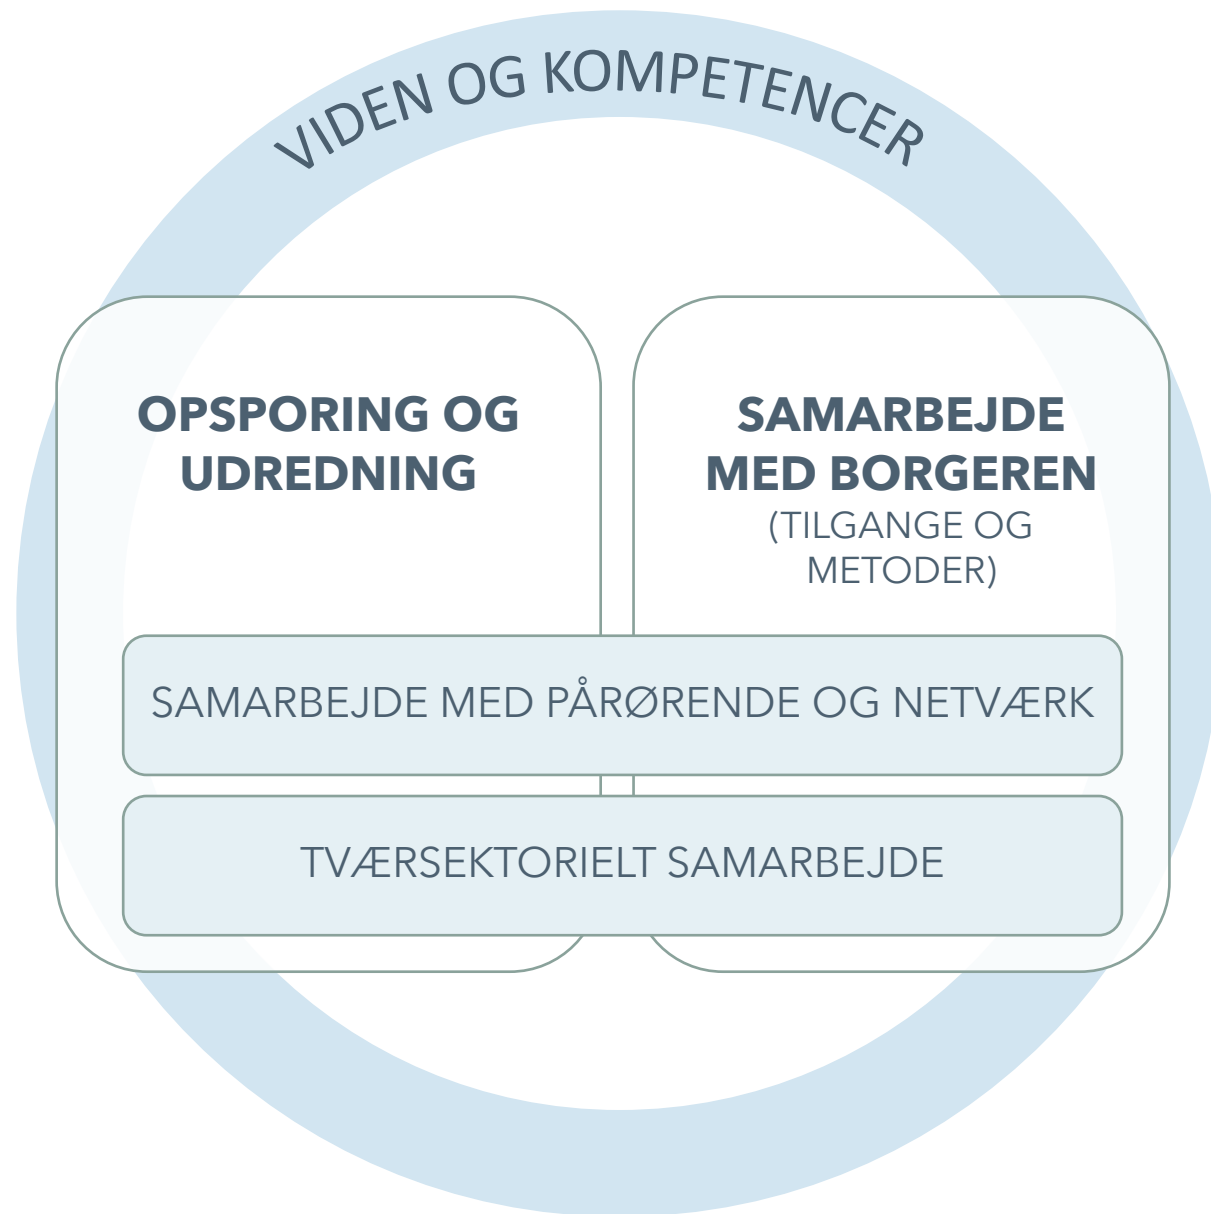 VIDEN OG KOMPETENCER
OPSPORING OG
UDREDNING
SAMARBEJDE
MED BORGEREN
(TILGANGE OG
METODER)
SAMARBEJDE MED PÅRØRENDE OG NETVÆRK
TVÆRSEKTORIELT SAMARBEJDE